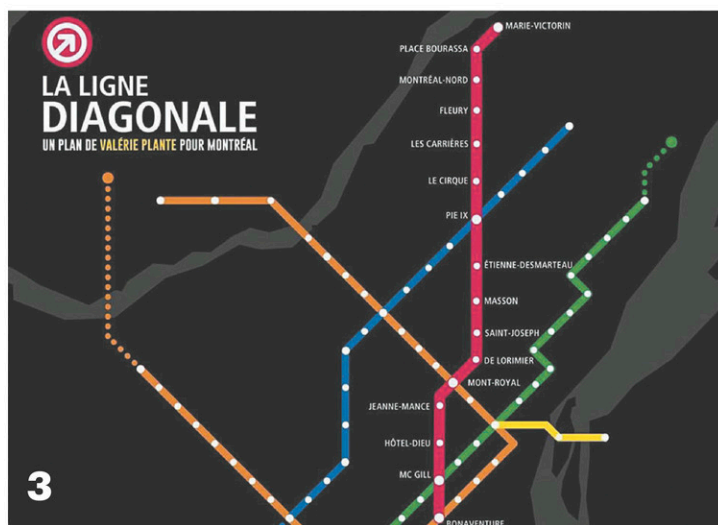 LA LIGNE
DIAGONALE
UN PLAN DE VALÉRIE PLANTE POUR MONTRÉAL
MARIE-VICTORIN
PLACE BOURASSA
MONTRÉAL-NORD
FLEURY
LES CARRIÈRES
LE CIRQUE
PIE IX
ÉTIENNE-DESMARTEAU
MASSON
SAINT-JOSEPH
DE LORIMIER
MONT-ROYAL
JEANNE-MANCE
HÔTEL-DIEU
MC GILL
BONAVENTURE
3